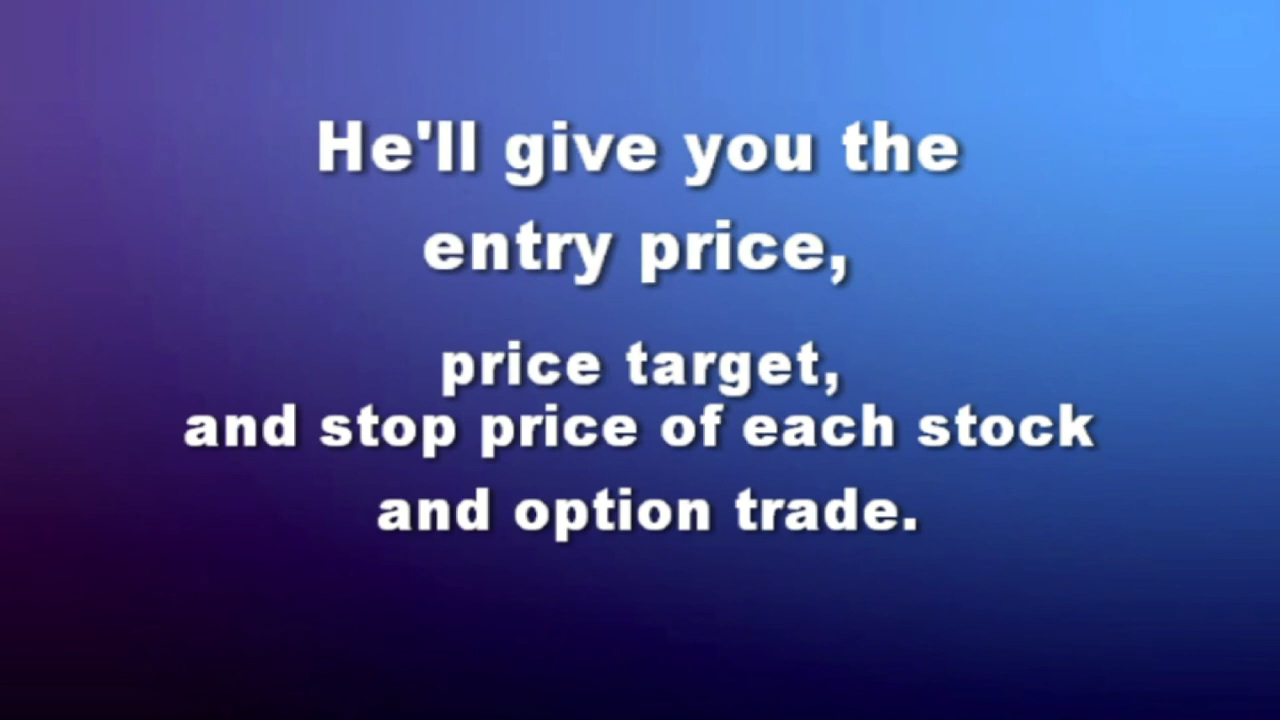 He'll give you the
entry price,
price target,
and stop price of each stock
and option trade.